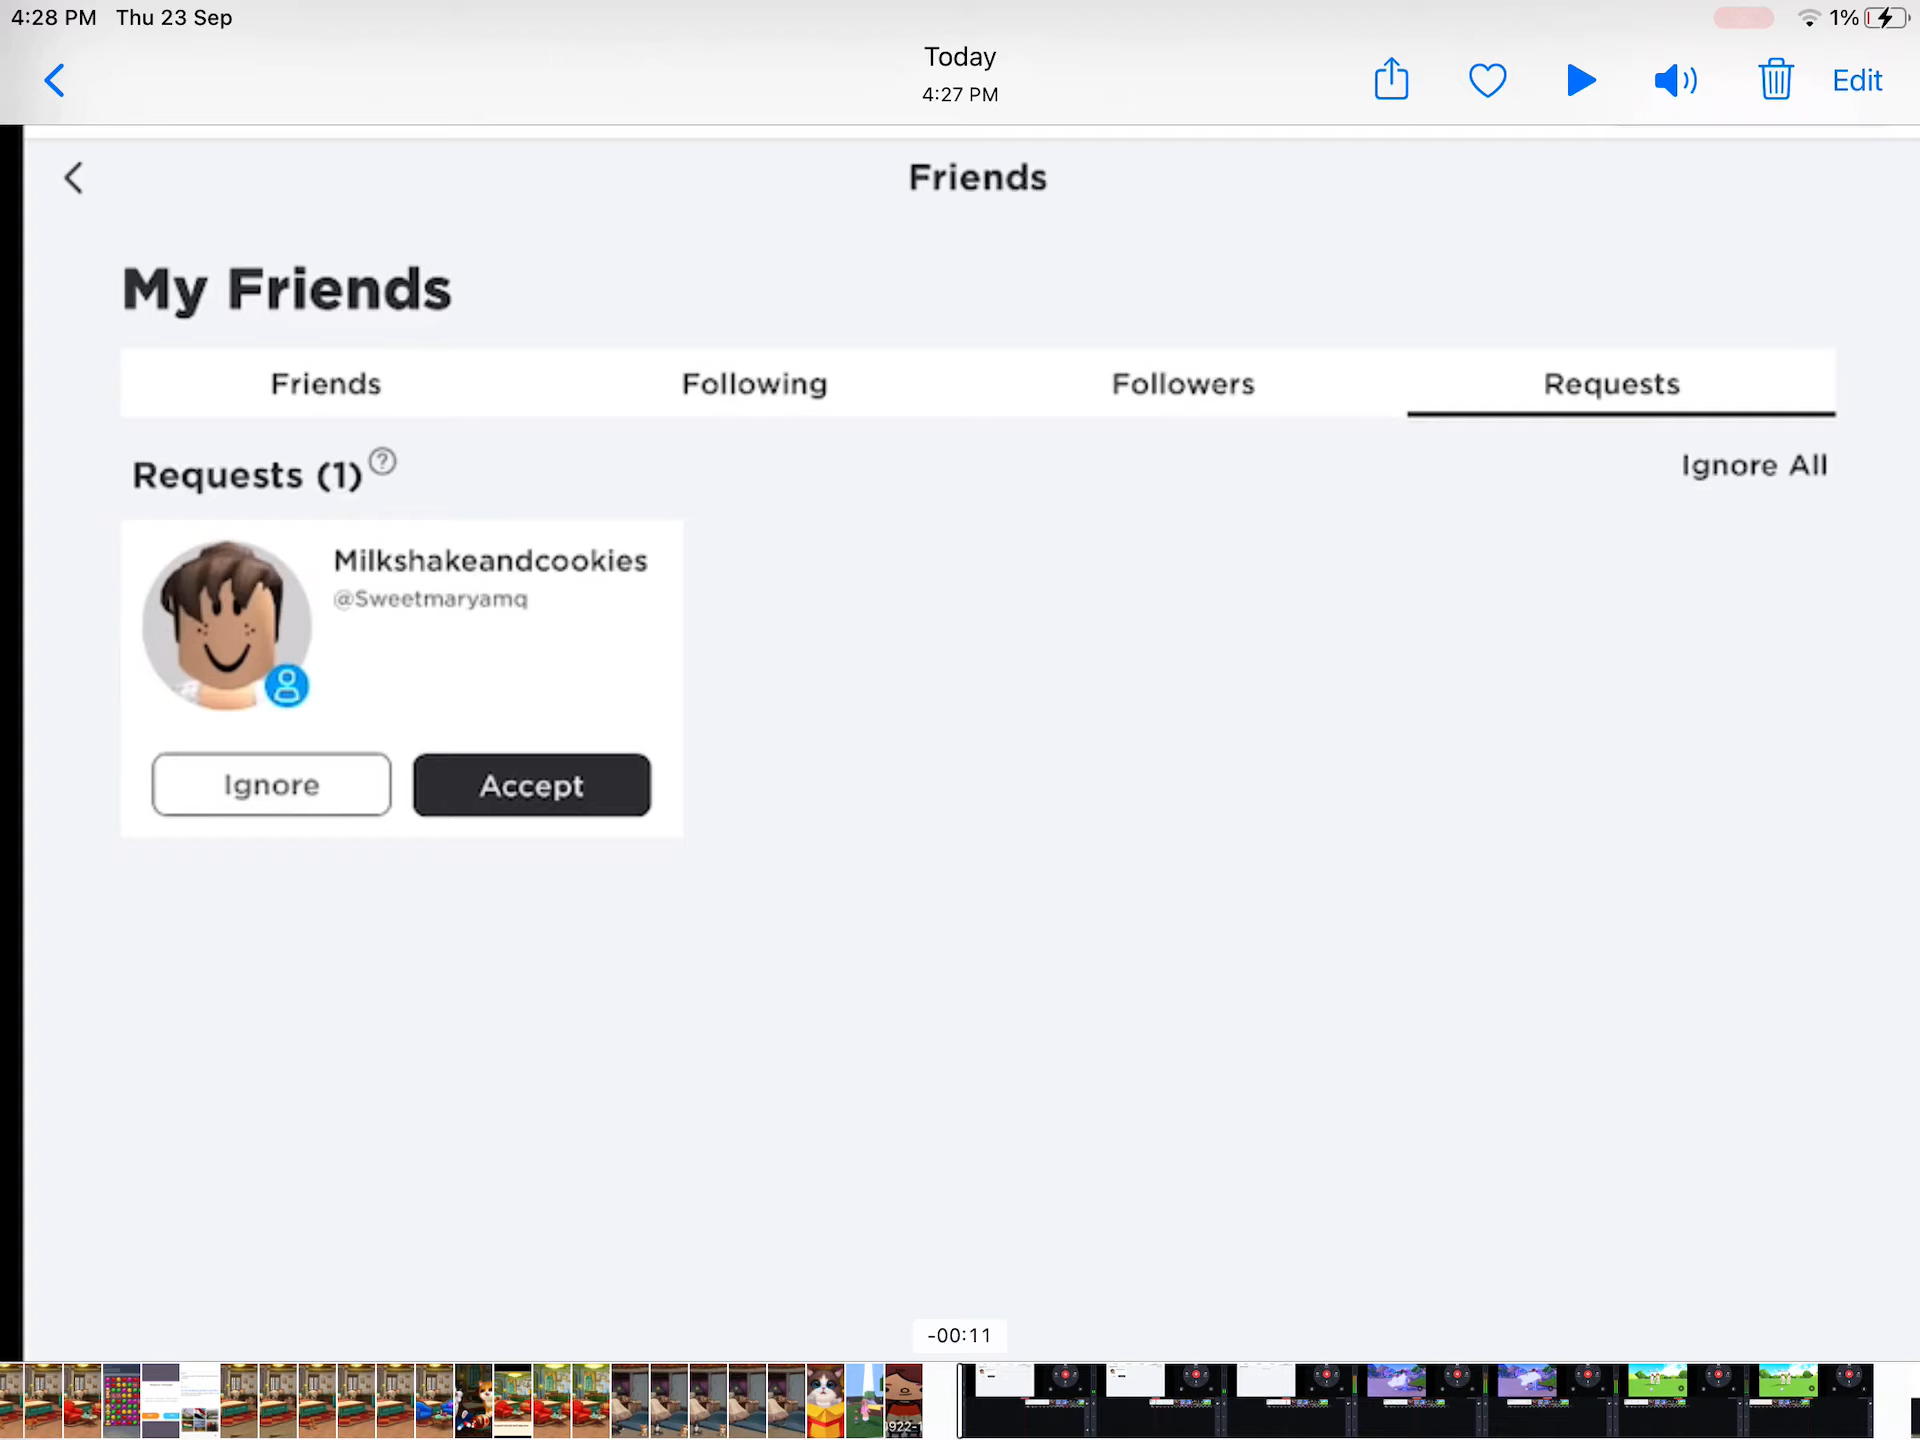 4:28 PM Thu 23 Sep
1%
Today
4:27 PM
Edit
Friends
My Friends
Friends Following Followers Requests
Requests (1) ?
Ignore All
Milkshakeandcookies
@Sweetmaryamq
Ignore Accept
-00:11